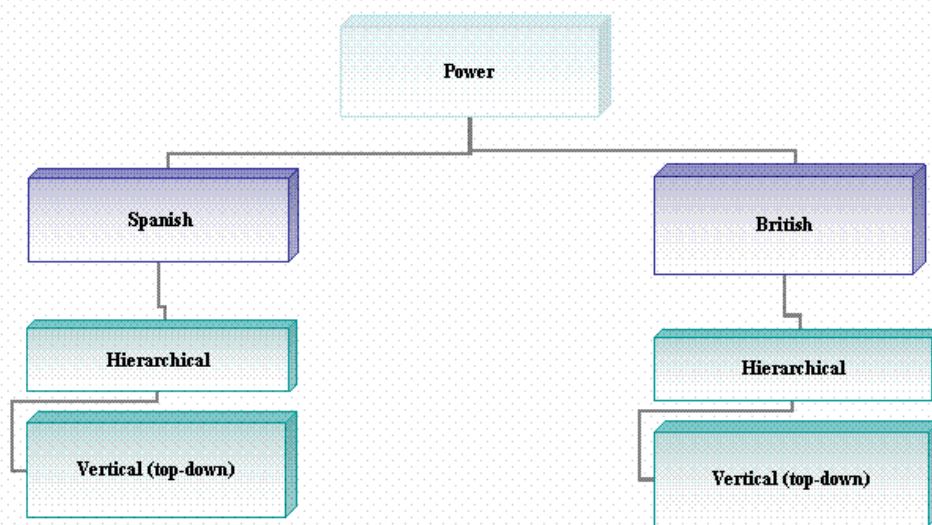 Power
Spanish
British
Hierarchical
Hierarchical
Vertical (top-down)
Vertical (top-down)